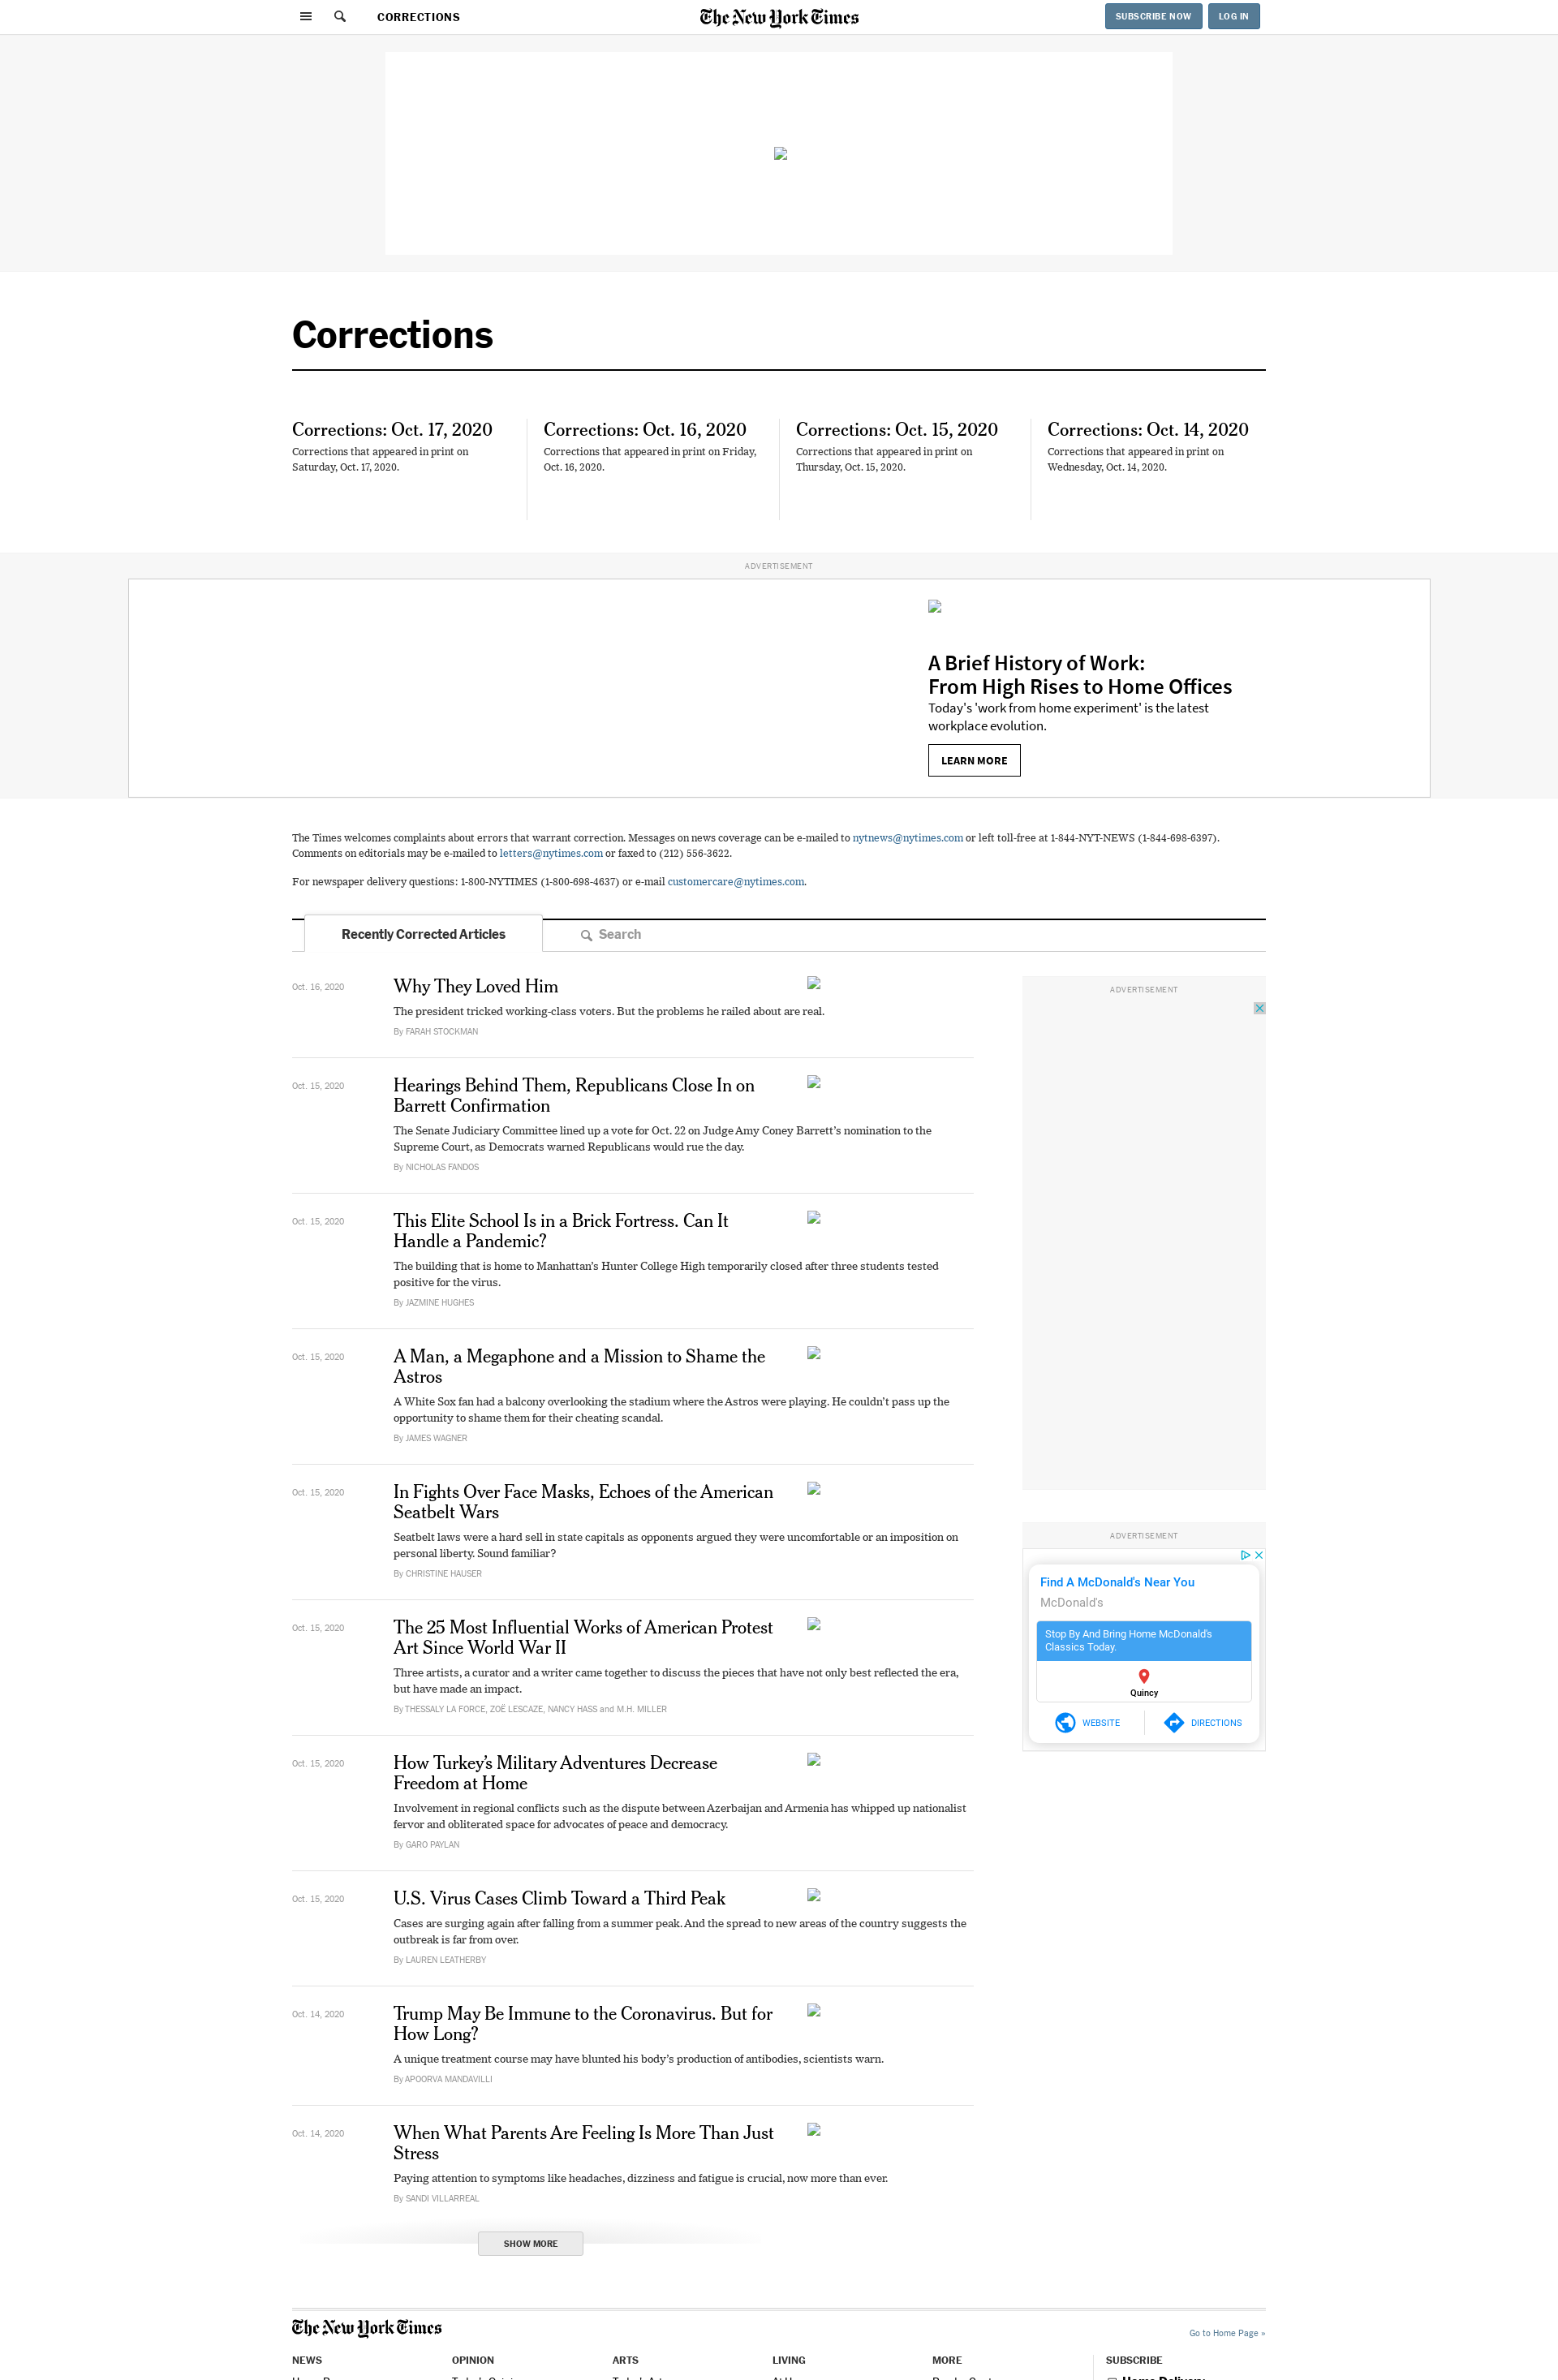 CORRECTIONS
The New York Times
SUBSCRIBE NOW
LOG IN
Corrections
Corrections: Oct. 17, 2020
Corrections that appeared in print on
Saturday, Oct. 17, 2020.
Corrections: Oct. 16, 2020
Corrections that appeared in print on Friday,
Oct. 16, 2020.
Corrections: Oct. 15, 2020
Corrections that appeared in print on
Thursday, Oct. 15, 2020.
Corrections: Oct. 14, 2020
Corrections that appeared in print on
Wednesday, Oct. 14, 2020.
ADVERTISEMENT
A Brief History of Work:
From High Rises to Home Offices
Today's 'work from home experiment' is the latest
workplace evolution.
LEARN MORE
The Times welcomes complaints about errors that warrant correction. Messages on news coverage can be e-mailed to nytnews@nytimes.com or left toll-free at 1-844-NYT-NEWS (1-844-698-6397).
Comments on editorials may be e-mailed to letters@nytimes.com or faxed to (212) 556-3622.
For newspaper delivery questions: 1-800-NYTIMES (1-800-698-4637) or e-mail customercare@nytimes.com.
Recently Corrected Articles
Search
Oct. 16, 2020
Why They Loved Him
The president tricked working-class voters. But the problems he railed about are real.
By FARAH STOCKMAN
Oct. 15, 2020
Hearings Behind Them, Republicans Close In on
Barrett Confirmation
The Senate Judiciary Committee lined up a vote for Oct. 22 on Judge Amy Coney Barrett’s nomination to the
Supreme Court, as Democrats warned Republicans would rue the day.
By NICHOLAS FANDOS
Oct. 15, 2020
This Elite School Is in a Brick Fortress. Can It
Handle a Pandemic?
The building that is home to Manhattan’s Hunter College High temporarily closed after three students tested
positive for the virus.
By JAZMINE HUGHES
Oct. 15, 2020
A Man, a Megaphone and a Mission to Shame the
Astros
A White Sox fan had a balcony overlooking the stadium where the Astros were playing. He couldn’t pass up the
opportunity to shame them for their cheating scandal.
By JAMES WAGNER
Oct. 15, 2020
In Fights Over Face Masks, Echoes of the American
Seatbelt Wars
Seatbelt laws were a hard sell in state capitals as opponents argued they were uncomfortable or an imposition on
personal liberty. Sound familiar?
By CHRISTINE HAUSER
Oct. 15, 2020
The 25 Most Influential Works of American Protest
Art Since World War II
Three artists, a curator and a writer came together to discuss the pieces that have not only best reflected the era,
but have made an impact.
By THESSALY LA FORCE, ZOË LESCAZE, NANCY HASS and M.H. MILLER
Oct. 15, 2020
How Turkey’s Military Adventures Decrease
Freedom at Home
Involvement in regional conflicts such as the dispute between Azerbaijan and Armenia has whipped up nationalist
fervor and obliterated space for advocates of peace and democracy.
By GARO PAYLAN
Oct. 15, 2020
U.S. Virus Cases Climb Toward a Third Peak
Cases are surging again after falling from a summer peak. And the spread to new areas of the country suggests the
outbreak is far from over.
By LAUREN LEATHERBY
Oct. 14, 2020
Trump May Be Immune to the Coronavirus. But for
How Long?
A unique treatment course may have blunted his body’s production of antibodies, scientists warn.
By APOORVA MANDAVILLI
Oct. 14, 2020
When What Parents Are Feeling Is More Than Just
Stress
Paying attention to symptoms like headaches, dizziness and fatigue is crucial, now more than ever.
By SANDI VILLARREAL
SHOW MORE
ADVERTISEMENT
ADVERTISEMENT
Find A McDonald's Near You
McDonald's
Stop By And Bring Home McDonald's
Classics Today.
Quincy
WEBSITE
DIRECTIONS
The New York Times
Go to Home Page »
NEWS
OPINION
ARTS
LIVING
MORE
SUBSCRIBE